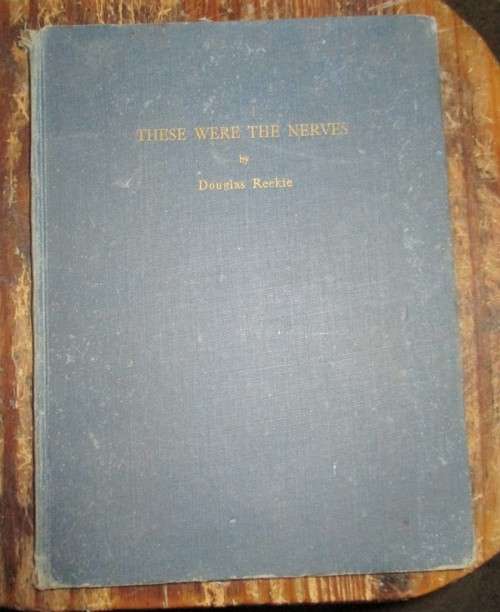 THESE WERE THE NERVES
by
Douglas Reekie